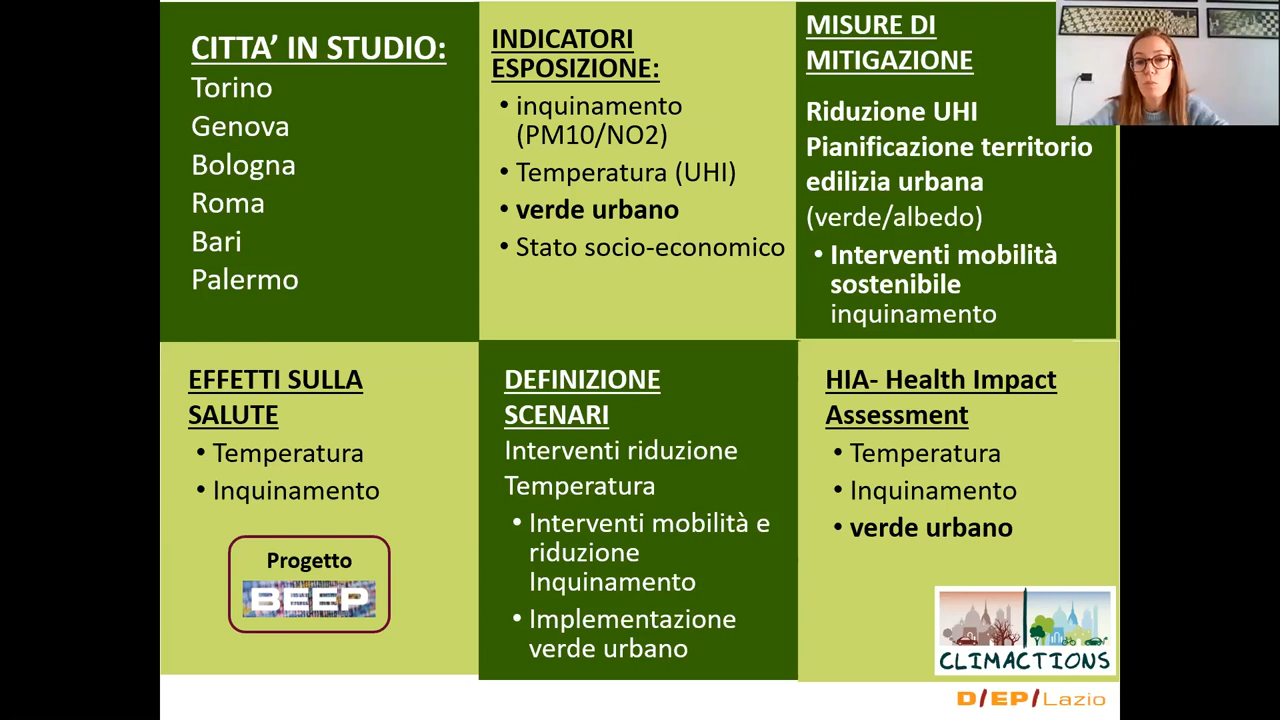 CITTA' IN STUDIO:
Torino
Genova
Bologna
Roma
Bari
Palermo
INDICATORI
ESPOSIZIONE:
• inquinamento
(PM10/NO2)
• Temperatura (UHI)
• verde urbano
• Stato socio-economico
MISURE DI
MITIGAZIONE
Riduzione UHI
Pianificazione territorio
edilizia urbana
(verde/albedo)
• Interventi mobilità
sostenibile
inquinamento
EFFETTI SULLA
SALUTE
• Temperatura
• Inquinamento
Progetto
BEEP
DEFINIZIONE
SCENARI
Interventi riduzione
Temperatura
• Interventi mobilità e
riduzione
Inquinamento
• Implementazione
verde urbano
HIA- Health Impact
Assessment
• Temperatura
• Inquinamento
• verde urbano
CLIMACTIONS
D/EP/Lazio